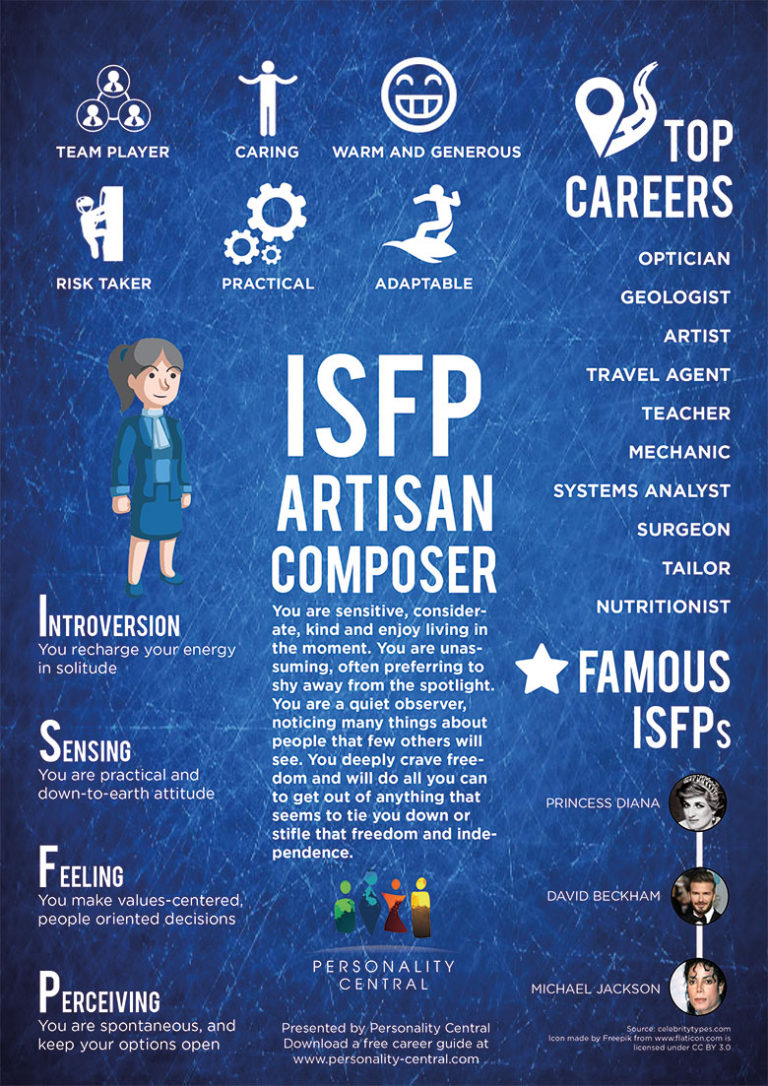 TEAM PLAYER
CARING
WARM AND GENEROUS
RISK TAKER
PRACTICAL
ADAPTABLE
TOP
CAREERS
OPTICIAN
GEOLOGIST
ARTIST
TRAVEL AGENT
TEACHER
MECHANIC
SYSTEMS ANALYST
SURGEON
TAILOR
NUTRITIONIST
ISFP
ARTISAN
COMPOSER
You are sensitive, consider-
ate, kind and enjoy living in
the moment. You are unas-
suming, often preferring to
shy away from the spotlight.
You are a quiet observer,
noticing many things about
people that few others will
see. You deeply crave free-
dom and will do all you can
to get out of anything that
seems to tie you down or
stifle that freedom and inde-
pendence.
INTROVERSION
You recharge your energy
in solitude
SENSING
You are practical and
down-to-earth attitude
FEELING
You make values-centered,
people oriented decisions
PERCEIVING
You are spontaneous, and
keep your options open
FAMOUS
ISFPs
PRINCESS DIANA
DAVID BECKHAM
MICHAEL JACKSON
PERSONALITY
CENTRAL
Presented by Personality Central
Download a free career guide at
www.personality-central.com
Source: celebritytypes.com
Icon made by Freepik from www.flaticon.com is
licensed under CC BY 3.0